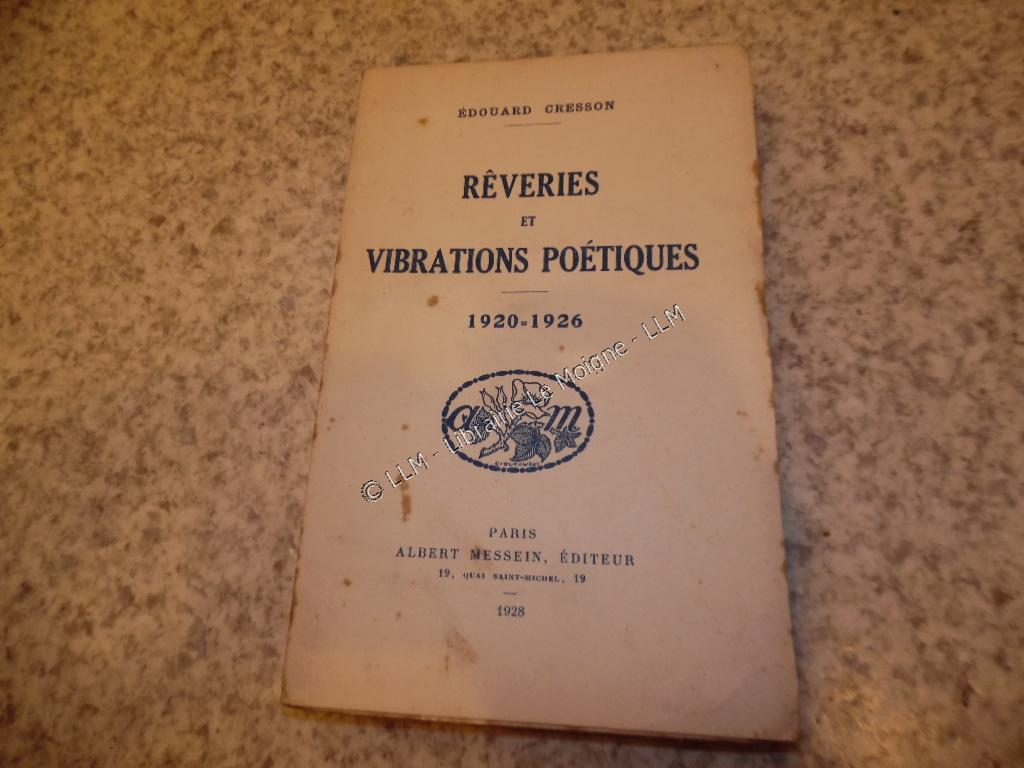 ÉDOUARD CRESSON
RÊVERIES
ET
VIBRATIONS POÉTIQUES
1920-1926
a m
CIOLKOWSKI
© LLM - Librairie Le Moigne - LLM
PARIS
ALBERT MESSEIN, ÉDITEUR
19, QUAI SAINT-MICHEL, 19
1928